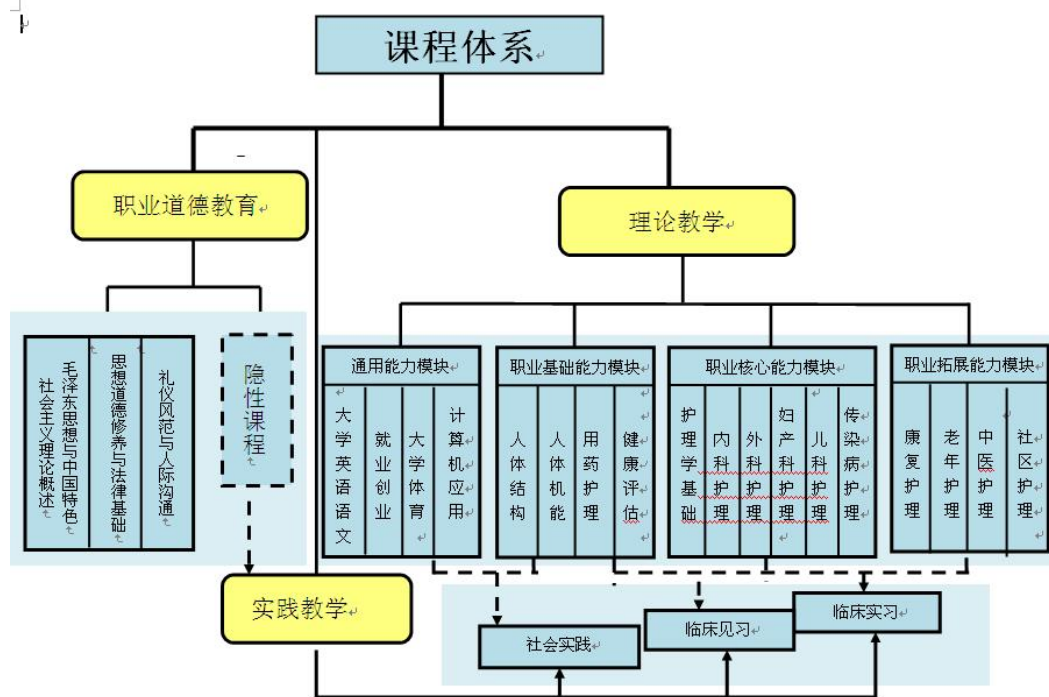 课程体系
职业道德教育
理论教学
毛泽东思想与中国特色
社会主义理论概述
思想道德修养与法律基础
礼仪风范与人际沟通
隐性课程
通用能力模块
大学英语语文
就业创业
大学体育
计算机应用
职业基础能力模块
人体结构
人体机能
用药护理
健康评估
职业核心能力模块
护理学基础
内科护理
外科护理
妇产科护理
儿科护理
传染病护理
职业拓展能力模块
康复护理
老年护理
中医护理
社区护理
实践教学
社会实践
临床见习
临床实习